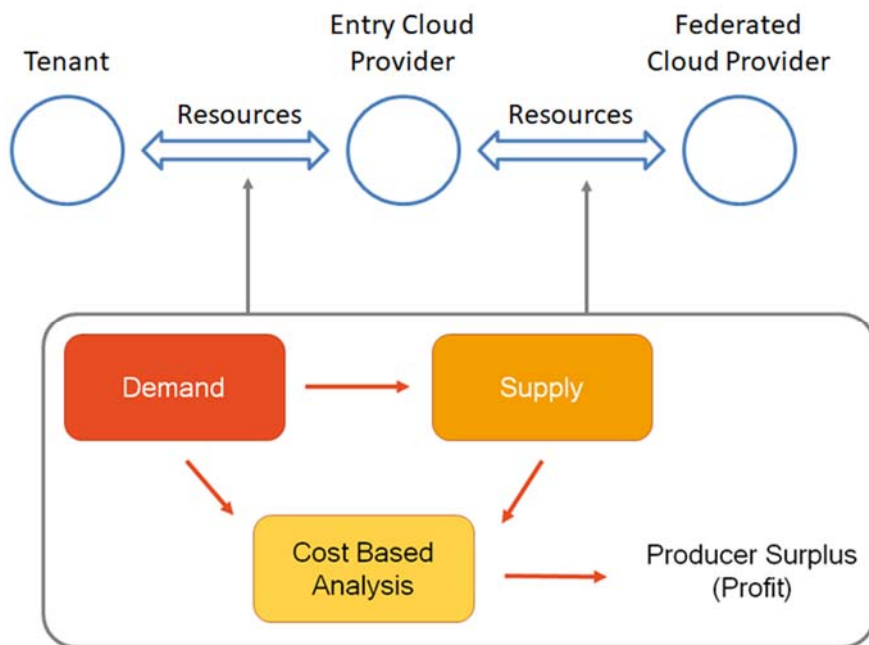 Tenant
Entry Cloud
Provider
Federated
Cloud Provider
Resources
Resources
Demand
Supply
Cost Based
Analysis
Producer Surplus
(Profit)